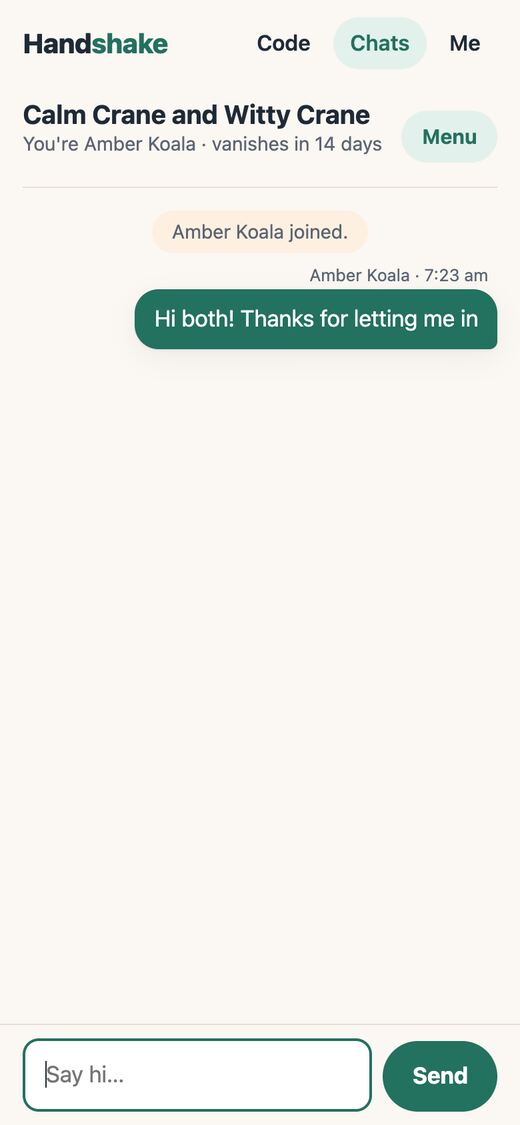 Handshake
Code
Chats
Me
Calm Crane and Witty Crane
You're Amber Koala · vanishes in 14 days
Menu
Amber Koala joined.
Amber Koala · 7:23 am
Hi both! Thanks for letting me in
Say hi...
Send